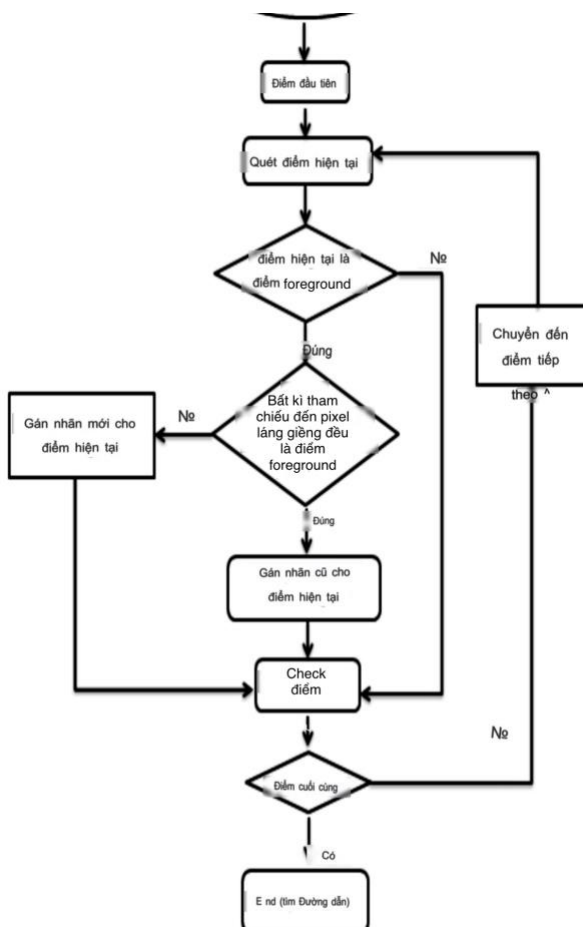 Điểm đầu tiên
Quét điểm hiện tại
điểm hiện tại là
điểm foreground
№
Đúng
Chuyển đến
điểm tiếp
theo ^
Bất kì tham
chiếu đến pixel
láng giềng đều
là điểm
foreground
№
Gán nhãn mới cho
điểm hiện tại
Đúng
Gán nhãn cũ cho
điểm hiện tại
Check
điểm
№
Điểm cuối cùng
Có
E nd (tìm Đường dẫn)